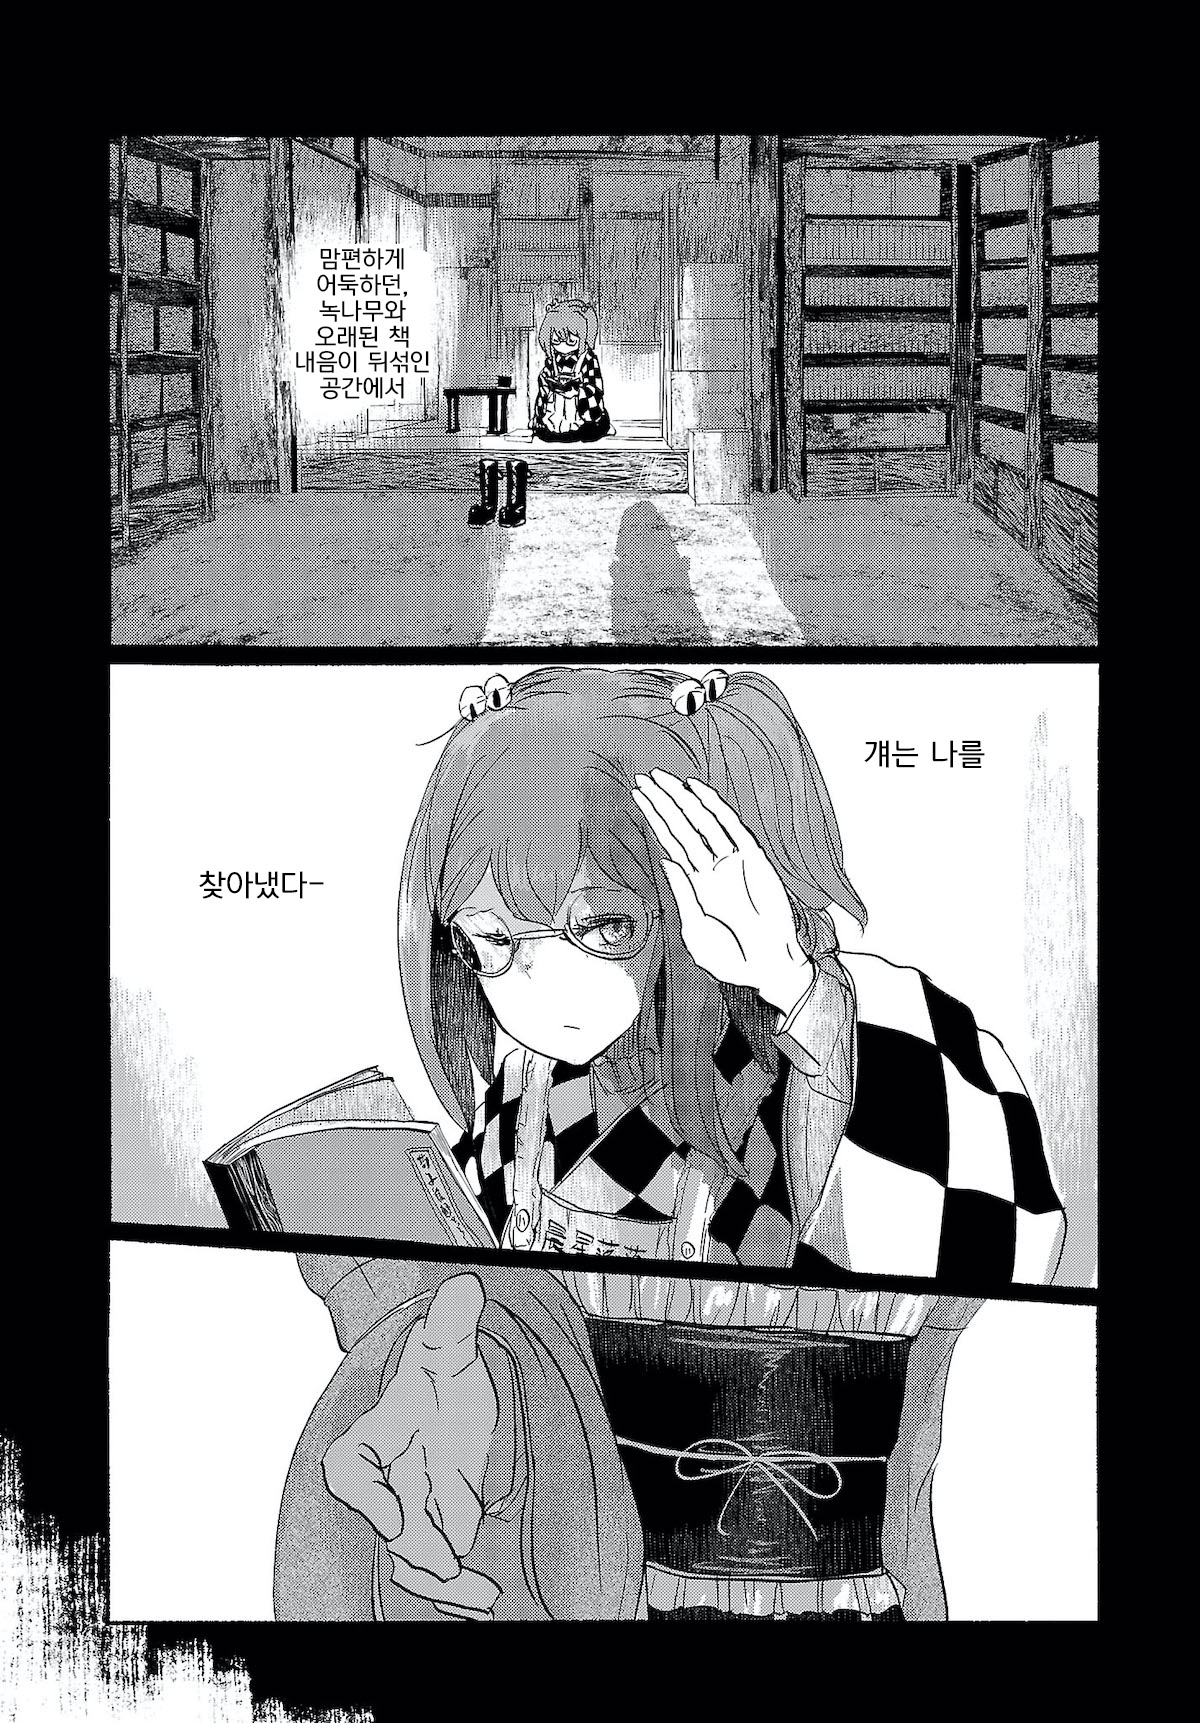 맘편하게
어둑하던,
녹나무와
오래된 책
내음이 뒤섞인
공간에서
걔는 나를
찾아냈다-